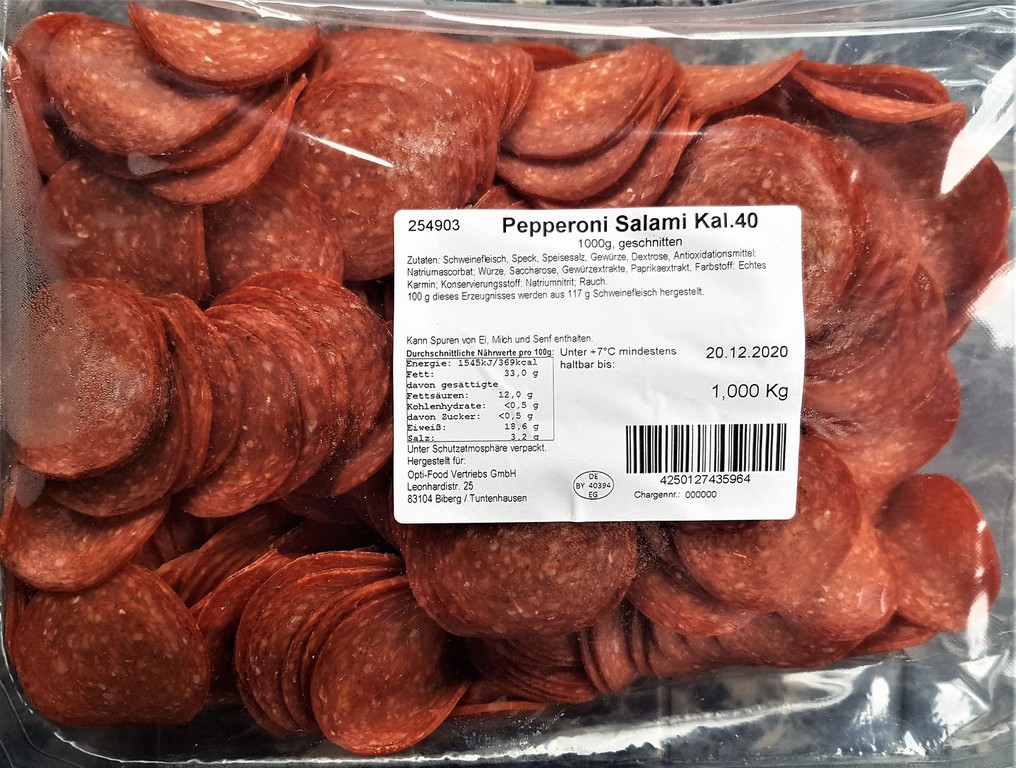 254903 Pepperoni Salami Kal.40
1000g, geschnitten
Zutaten: Schweinefleisch, Speck, Speisesalz, Gewürze, Dextrose, Antioxidationsmittel:
Natriumascorbat; Würze, Saccharose, Gewürzextrakte, Paprikaextrakt, Farbstoff: Echtes
Karmin; Konservierungsstoff: Natriumnitrit; Rauch.
100 g dieses Erzeugnisses werden aus 117 g Schweinefleisch hergestellt.
Kann Spuren von Ei, Milch und Senf enthalten.
Durchschnittliche Nährwerte pro 100g:
Energie: 1545kJ/369kcal
Fett: 33,0 g
davon gesättigte
Fettsäuren: 12,0 g
Kohlenhydrate: <0,5 g
davon Zucker: <0,5 g
Eiweiß: 18,6 g
Salz: 3,2 g
Unter +7°C mindestens
haltbar bis:
20.12.2020
1,000 Kg
Unter Schutzatmosphäre verpackt.
Hergestellt für:
Opti-Food Vertriebs GmbH
Leonhardistr. 25
83104 Biberg / Tuntenhausen
DE
BY 40394
EG
4250127435964
Chargennr.: 000000